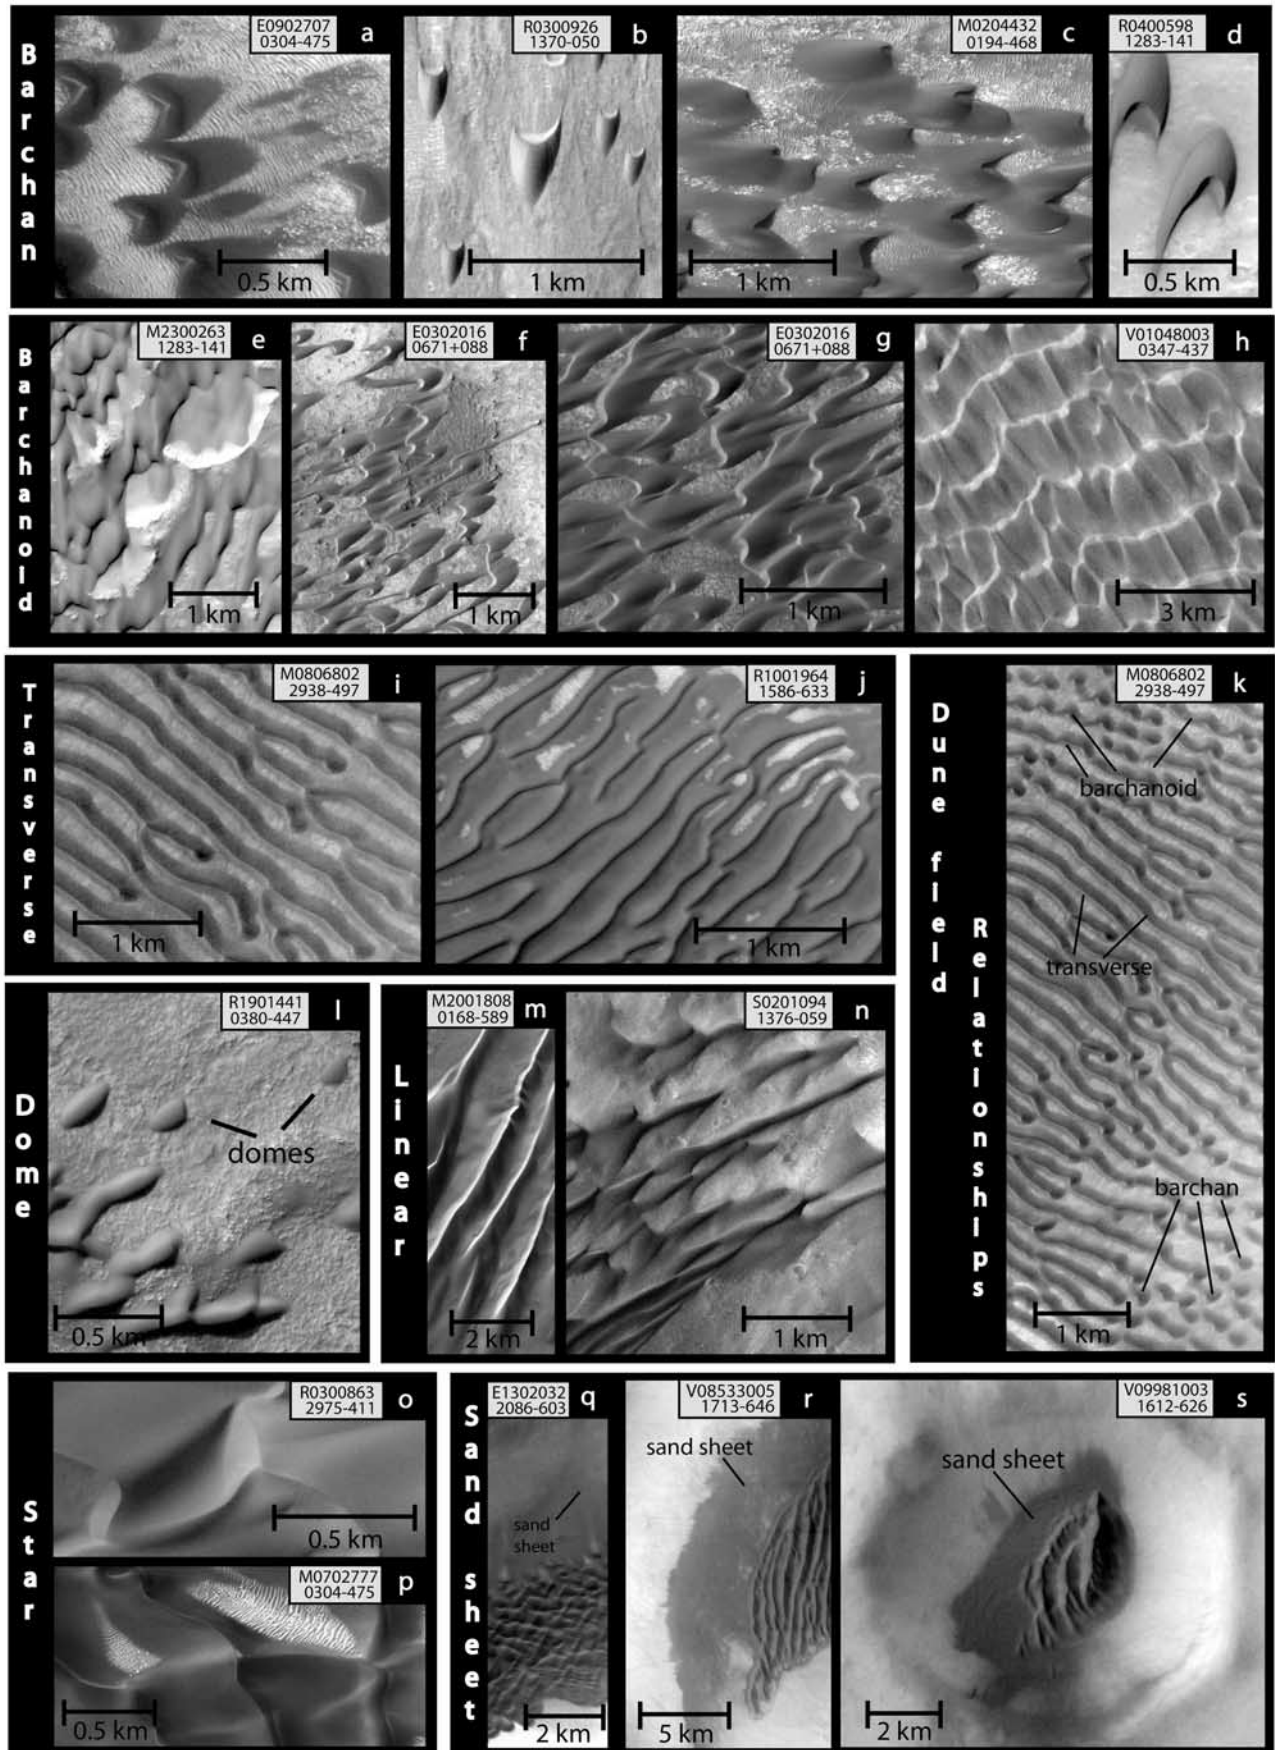 Barchan
E0902707
0304-475
a
0.5 km
R0300926
1370-050
b
1 km
M0204432
0194-468
c
1 km
R0400598
1283-141
d
0.5 km
Barchanoid
M2300263
1283-141
e
1 km
E0302016
0671+088
f
1 km
E0302016
0671+088
g
1 km
V01048003
0347-437
h
3 km
Transverse
M0806802
2938-497
i
1 km
R1001964
1586-633
j
1 km
Dune field
Relationships
M0806802
2938-497
k
barchanoid
transverse
barchan
1 km
Dome
R1901441
0380-447
l
domes
0.5 km
Linear
M2001808
0168-589
m
2 km
S0201094
1376-059
n
1 km
Star
R0300863
2975-411
o
0.5 km
M0702777
0304-475
p
0.5 km
Sand sheet
E1302032
2086-603
q
sand
sheet
2 km
V08533005
1713-646
r
sand sheet
5 km
V09981003
1612-626
s
sand sheet
2 km